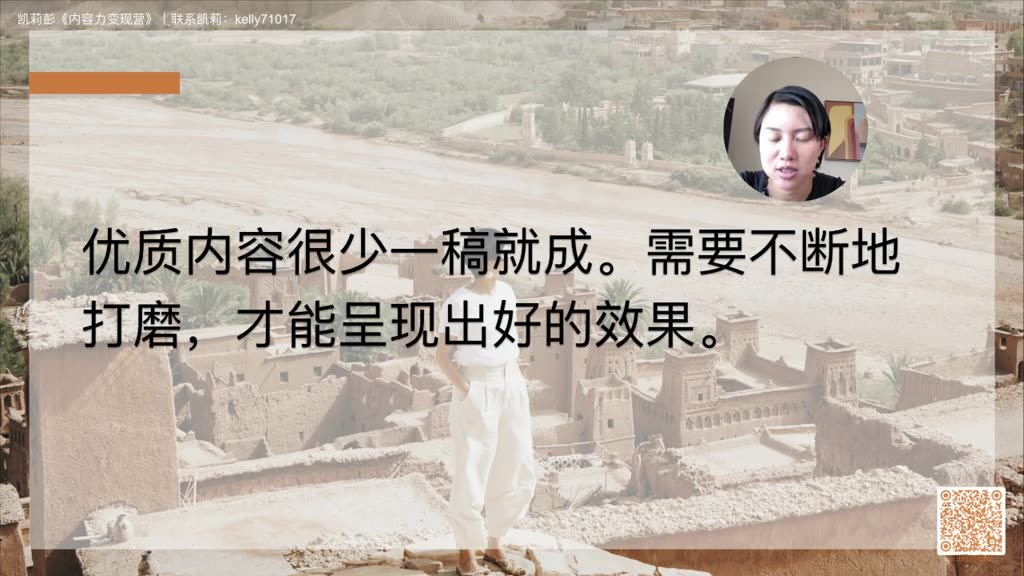 凯莉彭《内容力变现营》｜联系凯莉：kelly71017
优质内容很少一稿就成。需要不断地
打磨，才能呈现出好的效果。